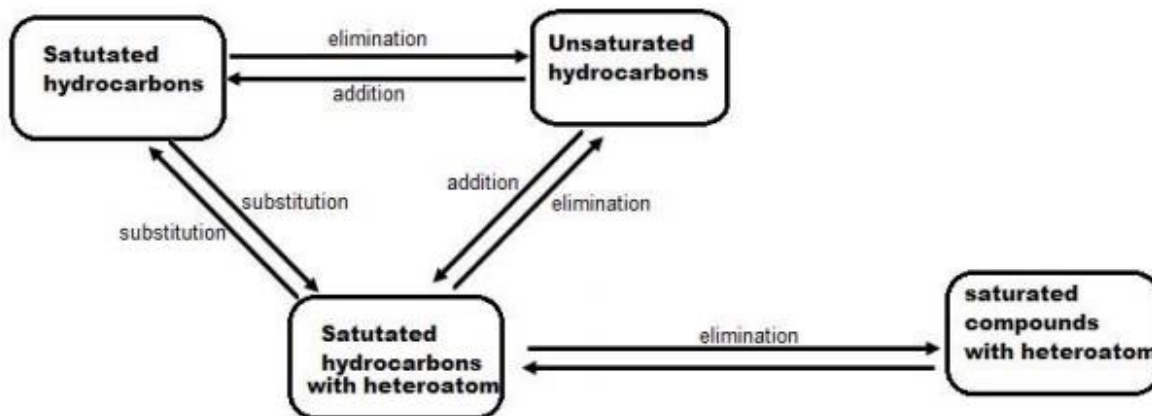 Satutated
hydrocarbons
elimination
addition
Unsaturated
hydrocarbons
substitution
substitution
addition
elimination
Satutated
hydrocarbons
with heteroatom
elimination
saturated
compounds
with heteroatom